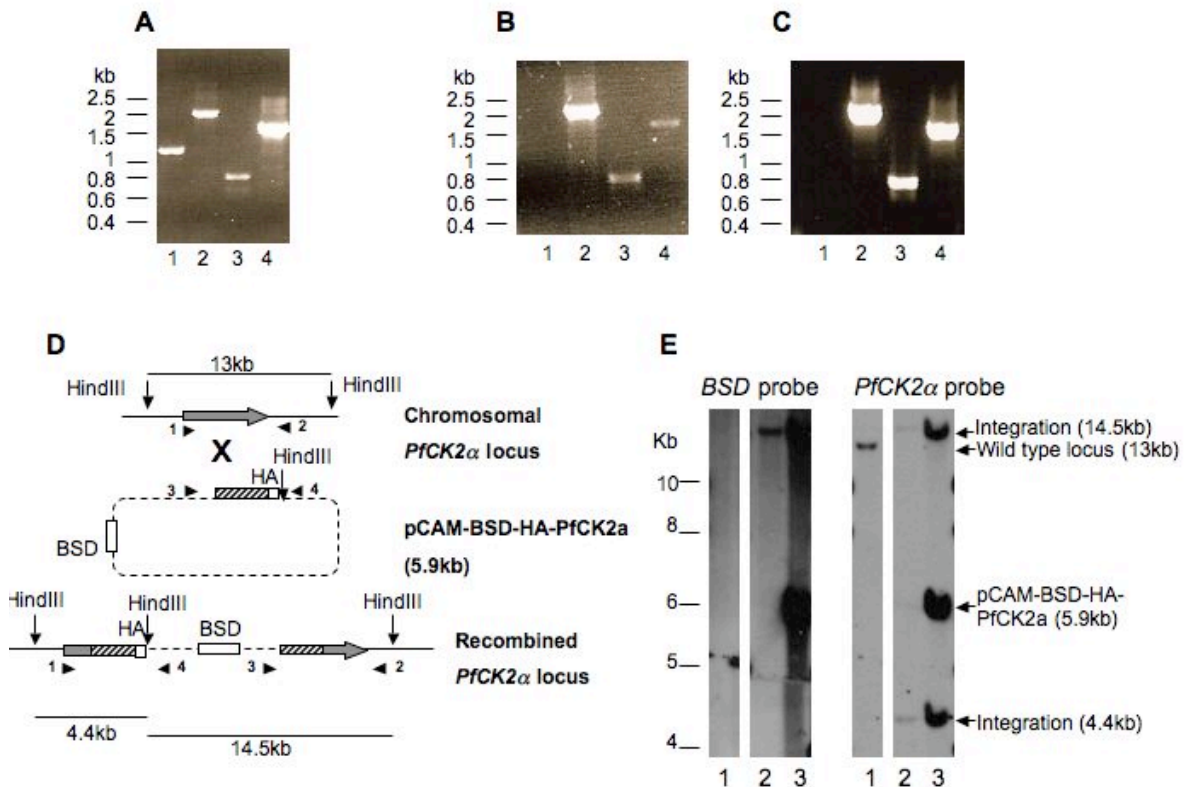 A
kb
2.5
2
1.5
1
0.8
0.6
0.4
1 2 3 4
B
kb
2.5
2
1.5
1
0.8
0.6
0.4
1 2 3 4
C
kb
2.5
2
1.5
1
0.8
0.6
0.4
1 2 3 4
D
13kb
HindIII HindIII
1 2
Chromosomal
PfCK2α locus
X
HindIII
HA
3 4
BSD
pCAM-BSD-HA-PfCK2a
(5.9kb)
HindIII HindIII HindIII
HA BSD
1 4 3 2
Recombined
PfCK2α locus
4.4kb
14.5kb
E
BSD probe PfCK2α probe
Kb
10
8
6
5
4
1 2 3
1 2 3
Integration (14.5kb)
Wild type locus (13kb)
pCAM-BSD-HA-
PfCK2a (5.9kb)
Integration (4.4kb)